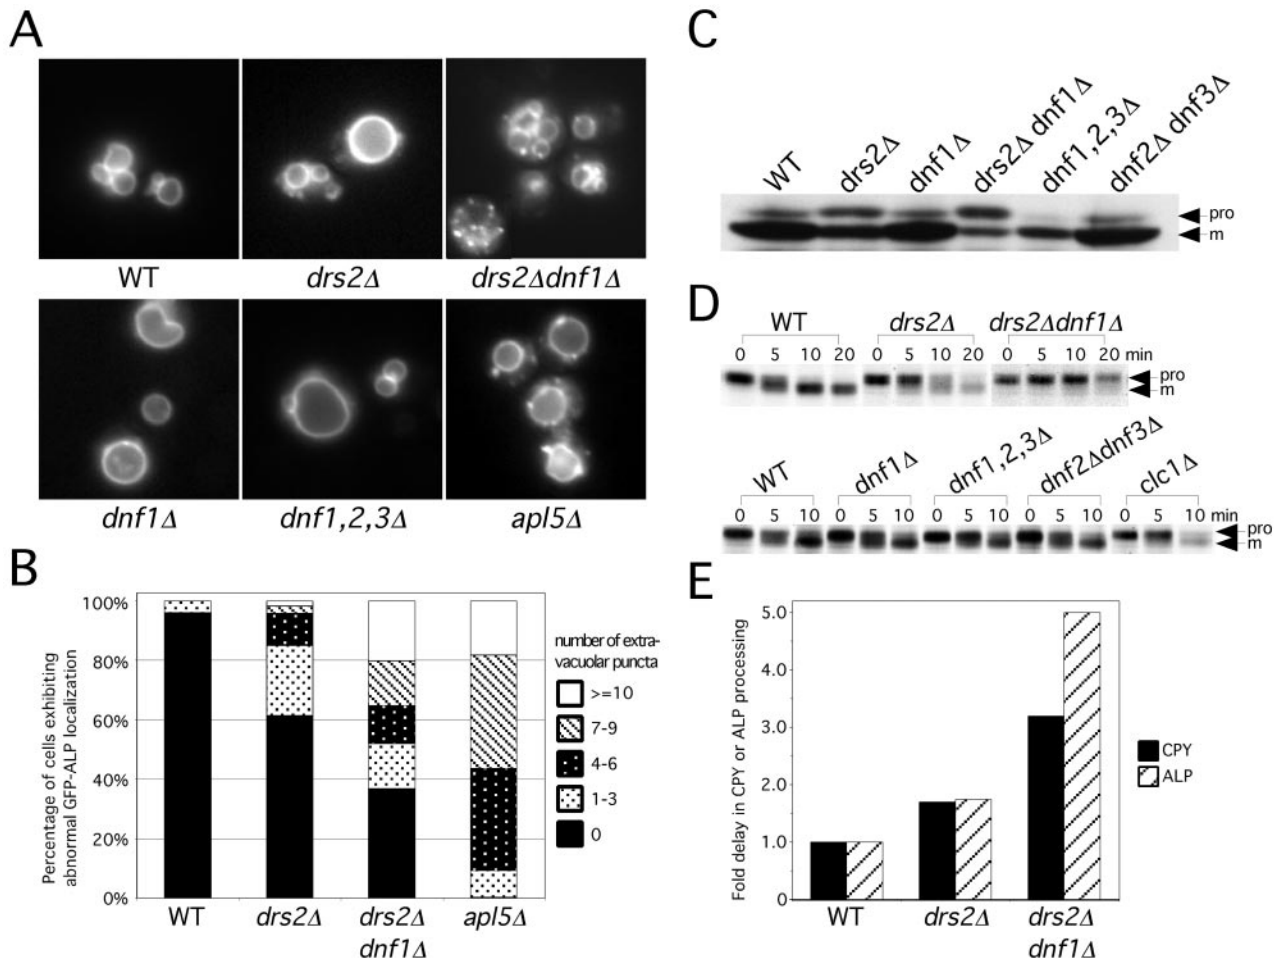 A
WT
drs2Δ
drs2Δdnf1Δ
dnf1Δ
dnf1,2,3Δ
apl5Δ
B
Percentage of cells exhibiting
abnormal GFP-ALP localization
100%
80%
60%
40%
20%
0%
WT
drs2Δ
drs2Δ
dnf1Δ
apl5Δ
number of extra-
vacuolar puncta
>=10
7-9
4-6
1-3
0
C
WT
drs2Δ
dnf1Δ
drs2Δ dnf1Δ
dnf1,2,3Δ
dnf2Δ dnf3Δ
pro
m
D
WT drs2Δ drs2Δdnf1Δ
0 5 10 20 0 5 10 20 0 5 10 20 min
pro
m
WT dnf1Δ dnf1,2,3Δ dnf2Δdnf3Δ clc1Δ
0 5 10 0 5 10 0 5 10 0 5 10 0 5 10 min
pro
m
E
Fold delay in CPY or ALP processing
5.0
3.0
2.0
1.0
0
WT
drs2Δ
drs2Δ
dnf1Δ
CPY
ALP